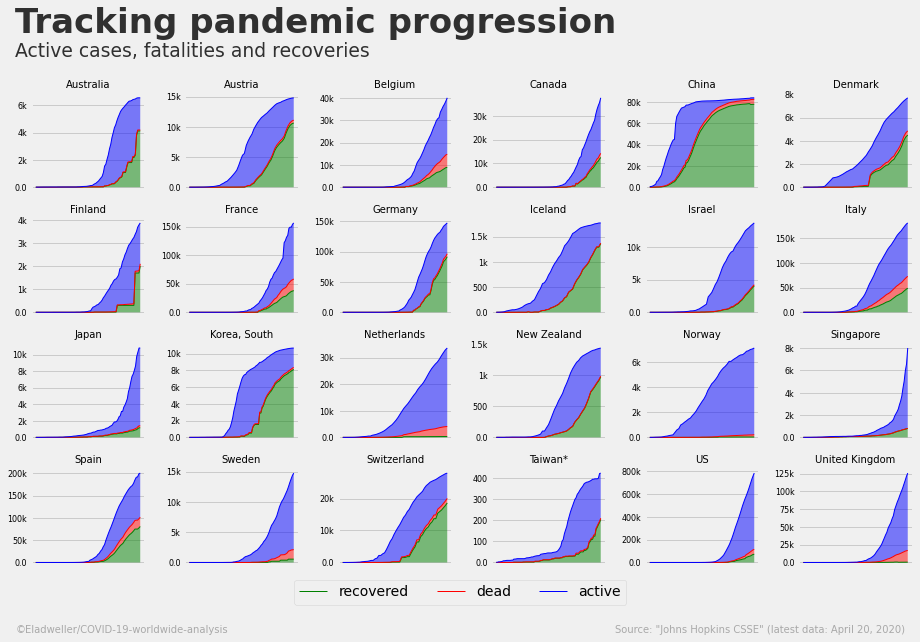 Tracking pandemic progression
Active cases, fatalities and recoveries
Australia Austria Belgium Canada China Denmark
6k 4k 2k 0.0
15k 10k 5k 0.0
40k 30k 20k 10k 0.0
30k 20k 10k 0.0
80k 60k 40k 20k 0.0
8k 6k 4k 2k 0.0
Finland France Germany Iceland Israel Italy
4k 3k 2k 1k 0.0
150k 100k 50k 0.0
150k 100k 50k 0.0
1.5k 1k 500 0.0
10k 5k 0.0
150k 100k 50k 0.0
Japan Korea, South Netherlands New Zealand Norway Singapore
10k 8k 6k 4k 2k 0.0
10k 8k 6k 4k 2k 0.0
30k 20k 10k 0.0
1.5k 1k 500 0.0
6k 4k 2k 0.0
8k 6k 4k 2k 0.0
Spain Sweden Switzerland Taiwan* US United Kingdom
200k 150k 100k 50k 0.0
15k 10k 5k 0.0
20k 10k 0.0
400 300 200 100 0.0
800k 600k 400k 200k 0.0
125k 100k 75k 50k 25k 0.0
recovered dead active
©Eladweller/COVID-19-worldwide-analysis
Source: "Johns Hopkins CSSE" (latest data: April 20, 2020)